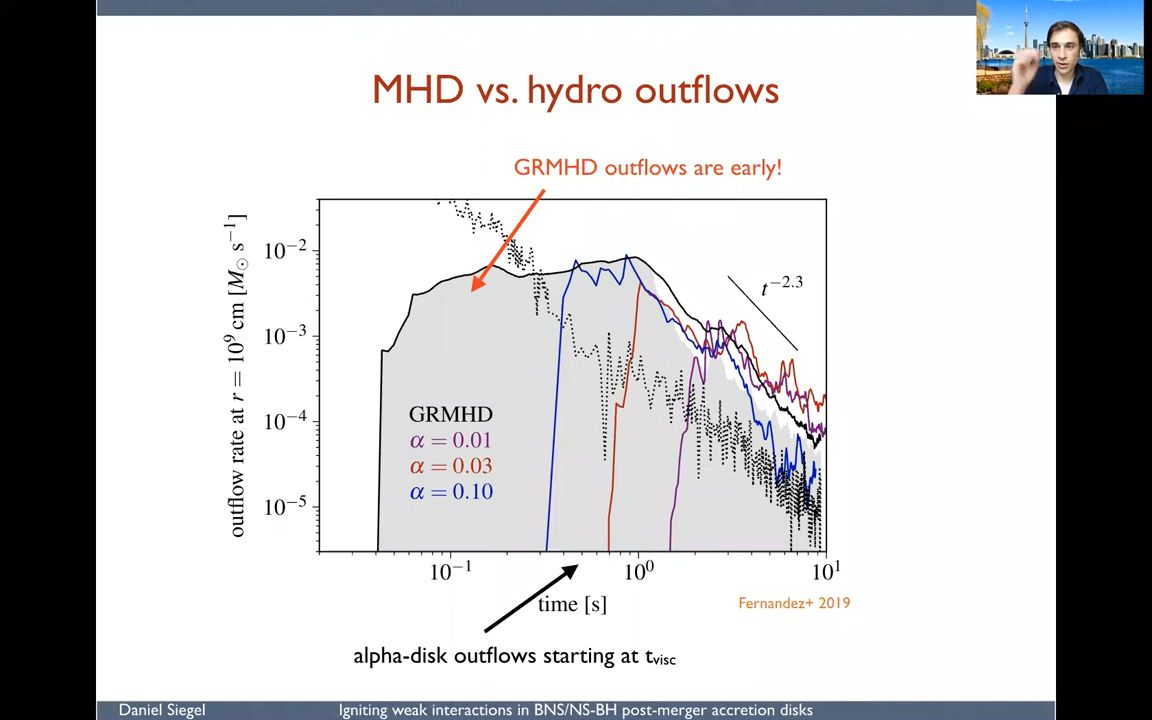 MHD vs. hydro outflows
GRMHD outflows are early!
outflow rate at r = 10⁹ cm [M⊙ s⁻¹]
10⁻²
10⁻³
10⁻⁴
10⁻⁵
t⁻²·³
GRMHD
α = 0.01
α = 0.03
α = 0.10
10⁻¹
10⁰
10¹
time [s]
Fernandez+ 2019
alpha-disk outflows starting at tvisc
Daniel Siegel
Igniting weak interactions in BNS/NS-BH post-merger accretion disks